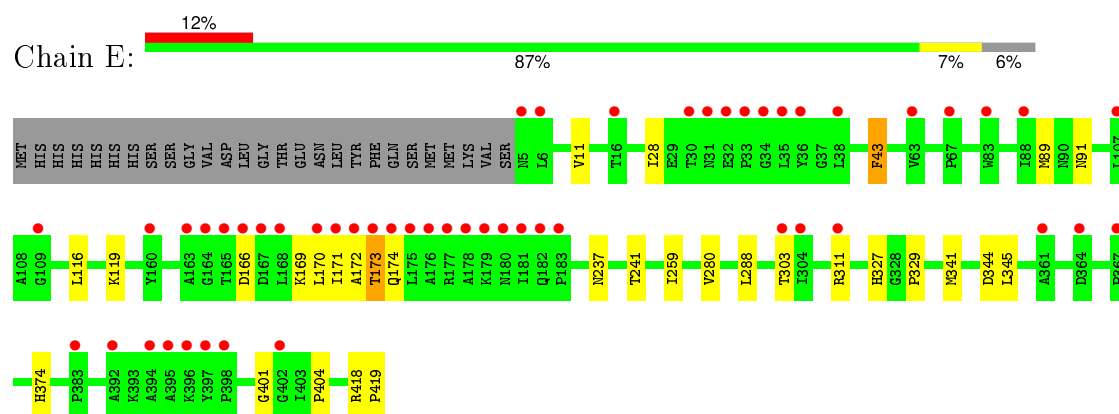 12%
Chain E:
87% 7% 6%
MET HIS HIS HIS HIS HIS HIS SER SER GLY VAL ASP LEU GLY THR GLU ASN LEU TYR PHE GLN SER MET MET LYS VAL SER N5 L6 V11 T16 I28 E29 T30 N31 E32 P33 G34 L35 Y36 G37 L38 F43 V63 P67 W83 I88 M89 N90 N91
A108 G109 L116 K119 Y160 A163 G164 T165 D166 D167 L168 K169 L170 I171 A172 T173 Q174 L175 A176 R177 A178 K179 N180 I181 Q182 P183 N237 T241 I259 V280 L288 T303 I304 R311 H327 G328 P329 M341 D344 L345 A361 D364
H374 P383 A392 K393 A394 A395 K396 Y397 P398 G401 G402 I403 P404 R418 P419